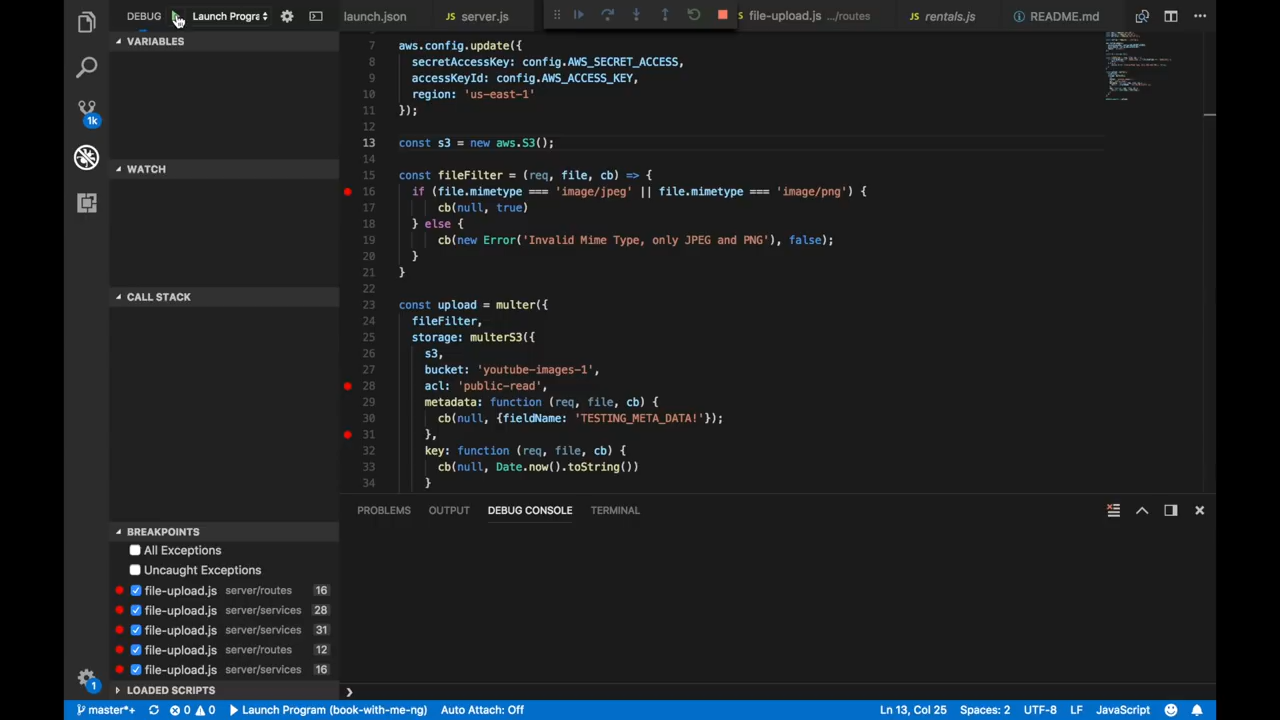 DEBUG Launch Progra
launch.json
JS server.js
file-upload.js .../routes
JS rentals.js
README.md
1k
VARIABLES
WATCH
CALL STACK
BREAKPOINTS
All Exceptions
Uncaught Exceptions
file-upload.js server/routes 16
file-upload.js server/services 28
file-upload.js server/services 31
file-upload.js server/routes 12
file-upload.js server/services 16
LOADED SCRIPTS
1
7 aws.config.update({
8 secretAccessKey: config.AWS_SECRET_ACCESS,
9 accessKeyId: config.AWS_ACCESS_KEY,
10 region: 'us-east-1'
11 });
12
13 const s3 = new aws.S3();
14
15 const fileFilter = (req, file, cb) => {
16 if (file.mimetype === 'image/jpeg' || file.mimetype === 'image/png') {
17 cb(null, true)
18 } else {
19 cb(new Error('Invalid Mime Type, only JPEG and PNG'), false);
20 }
21 }
22
23 const upload = multer({
24 fileFilter,
25 storage: multerS3({
26 s3,
27 bucket: 'youtube-images-1',
28 acl: 'public-read',
29 metadata: function (req, file, cb) {
30 cb(null, {fieldName: 'TESTING_META_DATA!'});
31 },
32 key: function (req, file, cb) {
33 cb(null, Date.now().toString())
34 }
PROBLEMS OUTPUT DEBUG CONSOLE TERMINAL
master*+ 0 0 Launch Program (book-with-me-ng) Auto Attach: Off Ln 13, Col 25 Spaces: 2 UTF-8 LF JavaScript